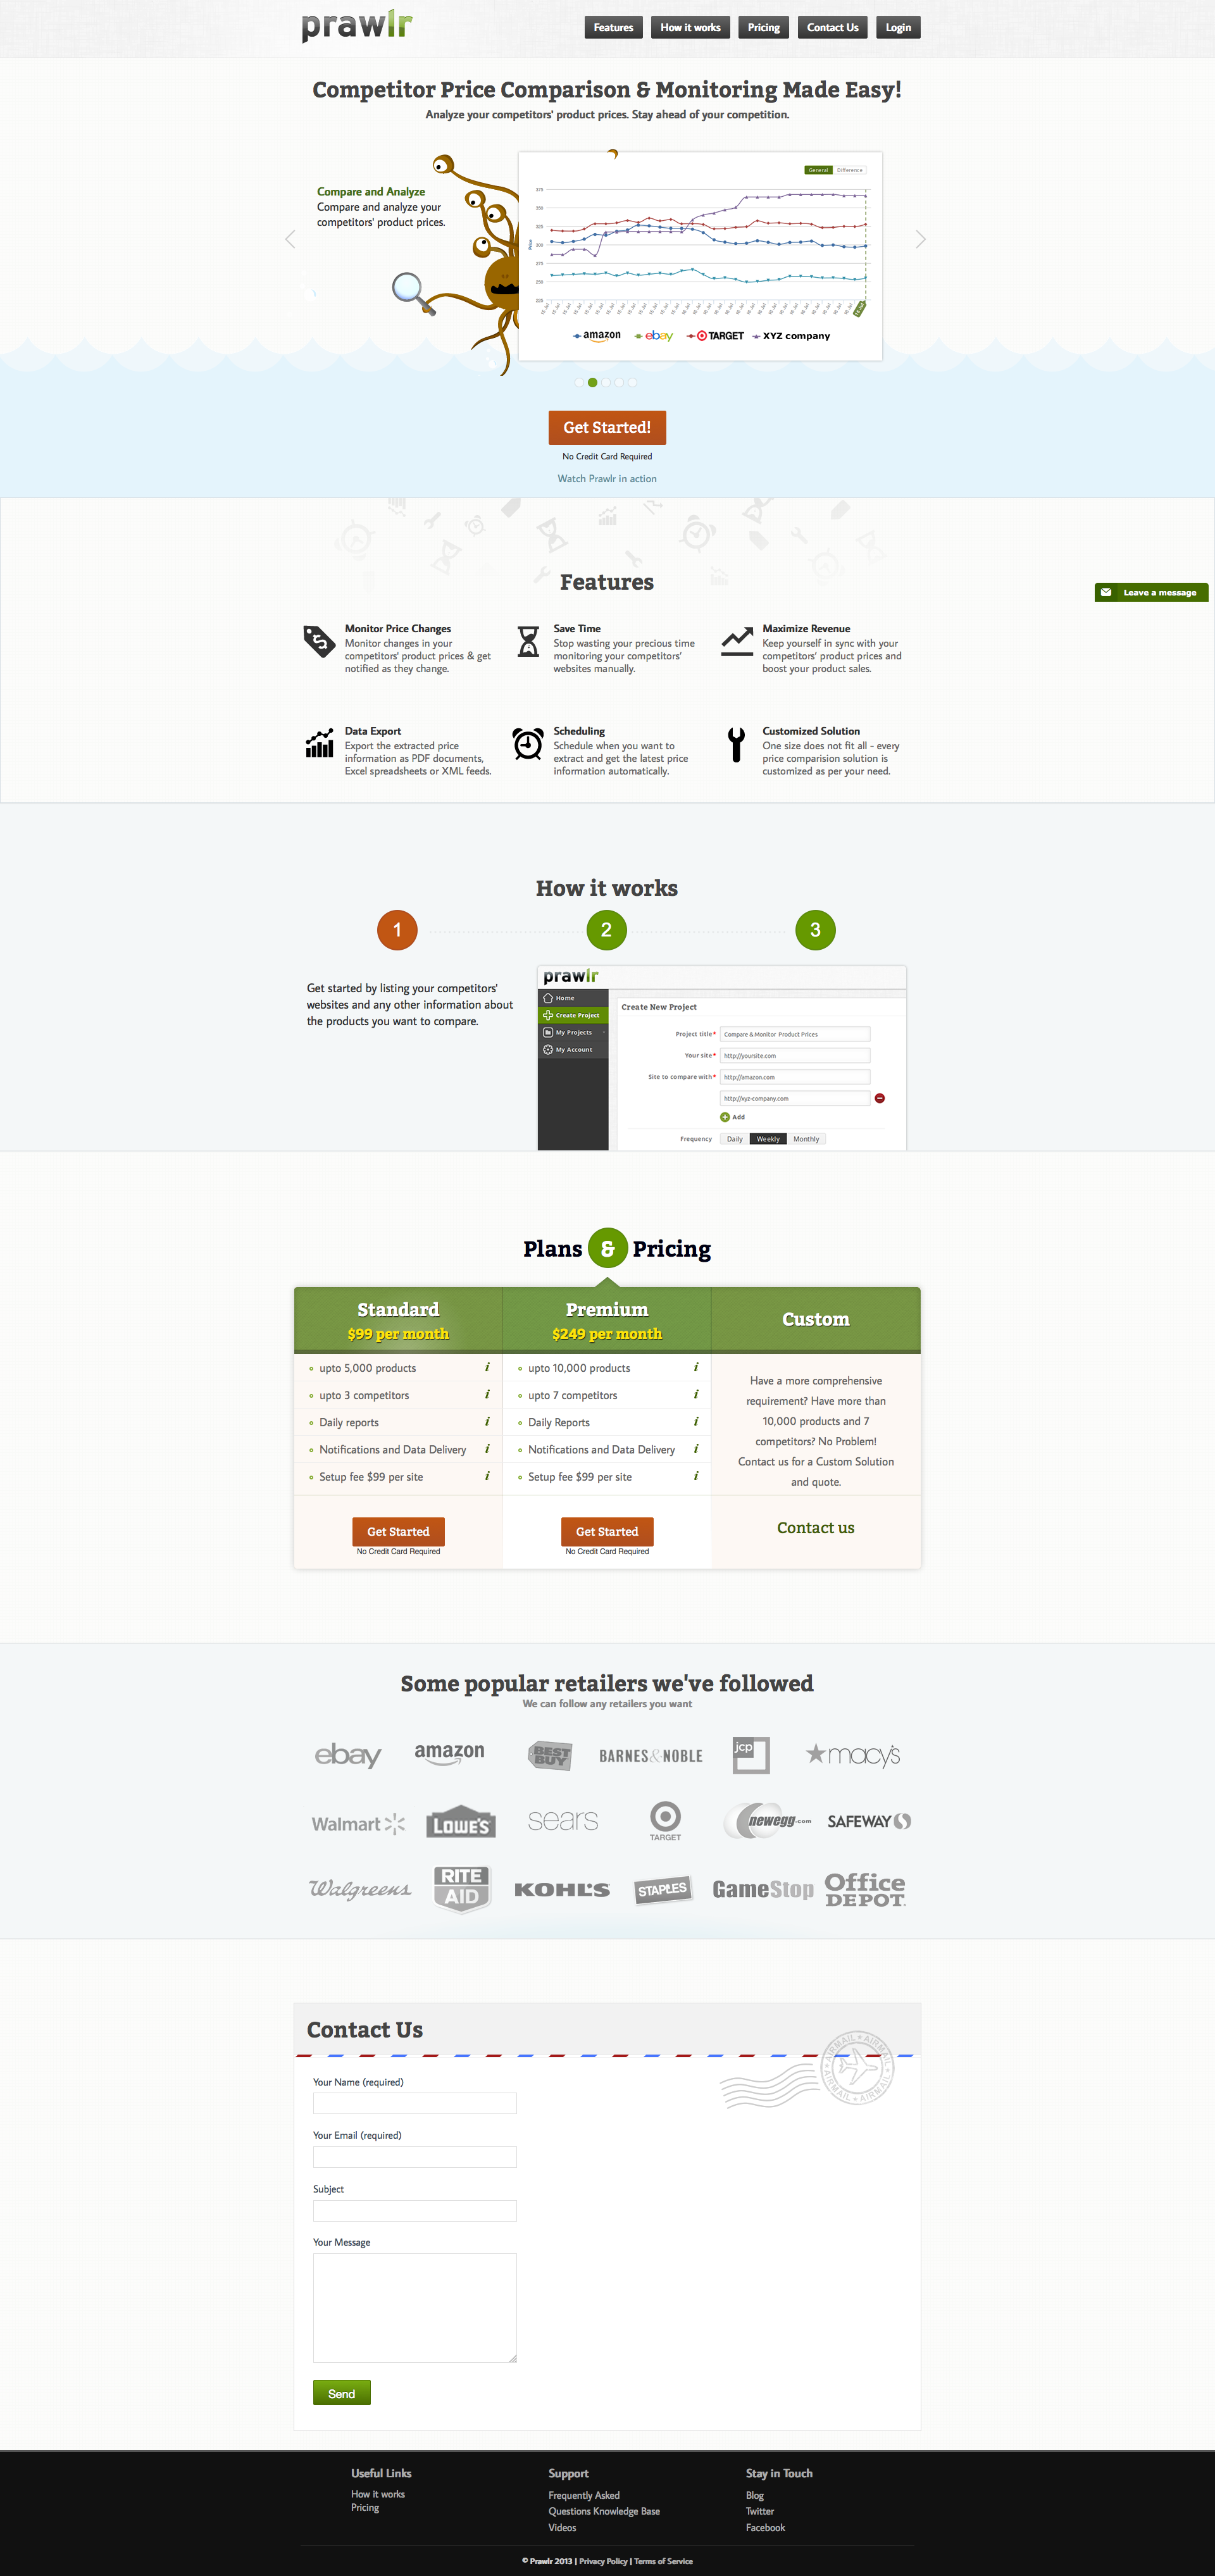 prawlr
Features
How it works
Pricing
Contact Us
Login
Competitor Price Comparison & Monitoring Made Easy!
Analyze your competitors' product prices. Stay ahead of your competition.
Compare and Analyze
Compare and analyze your
competitors' product prices.
General Difference
375
350
325
300
275
250
225
Price
amazon
ebay
TARGET
XYZ company
Get Started!
No Credit Card Required
Watch Prawlr in action
Features
Leave a message
Monitor Price Changes
Monitor changes in your
competitors' product prices & get
notified as they change.
Save Time
Stop wasting your precious time
monitoring your competitors'
websites manually.
Maximize Revenue
Keep yourself in sync with your
competitors' product prices and
boost your product sales.
Data Export
Export the extracted price
information as PDF documents,
Excel spreadsheets or XML feeds.
Scheduling
Schedule when you want to
extract and get the latest price
information automatically.
Customized Solution
One size does not fit all - every
price comparision solution is
customized as per your need.
How it works
1
2
3
Get started by listing your competitors'
websites and any other information about
the products you want to compare.
prawlr
Home
Create Project
My Projects
My Account
Create New Project
Project title* Compare & Monitor Product Prices
Your site* http://yoursite.com
Site to compare with* http://amazon.com
http://xyz-company.com
Add
Frequency Daily Weekly Monthly
Plans & Pricing
Standard
$99 per month
upto 5,000 products i
upto 3 competitors i
Daily reports i
Notifications and Data Delivery i
Setup fee $99 per site i
Get Started
No Credit Card Required
Premium
$249 per month
upto 10,000 products i
upto 7 competitors i
Daily Reports i
Notifications and Data Delivery i
Setup fee $99 per site i
Get Started
No Credit Card Required
Custom
Have a more comprehensive
requirement? Have more than
10,000 products and 7
competitors? No Problem!
Contact us for a Custom Solution
and quote.
Contact us
Some popular retailers we've followed
We can follow any retailers you want
ebay
amazon
BEST BUY
BARNES & NOBLE
jcp
macy's
Walmart
LOWE'S
sears
TARGET
newegg.com
SAFEWAY
Walgreens
RITE AID
KOHL'S
STAPLES
GameStop
Office DEPOT
Contact Us
AIRMAIL AIRMAIL AIRMAIL AIRMAIL
Your Name (required)
Your Email (required)
Subject
Your Message
Send
Useful Links
How it works
Pricing
Support
Frequently Asked
Questions Knowledge Base
Videos
Stay in Touch
Blog
Twitter
Facebook
© Prawlr 2013 | Privacy Policy | Terms of Service